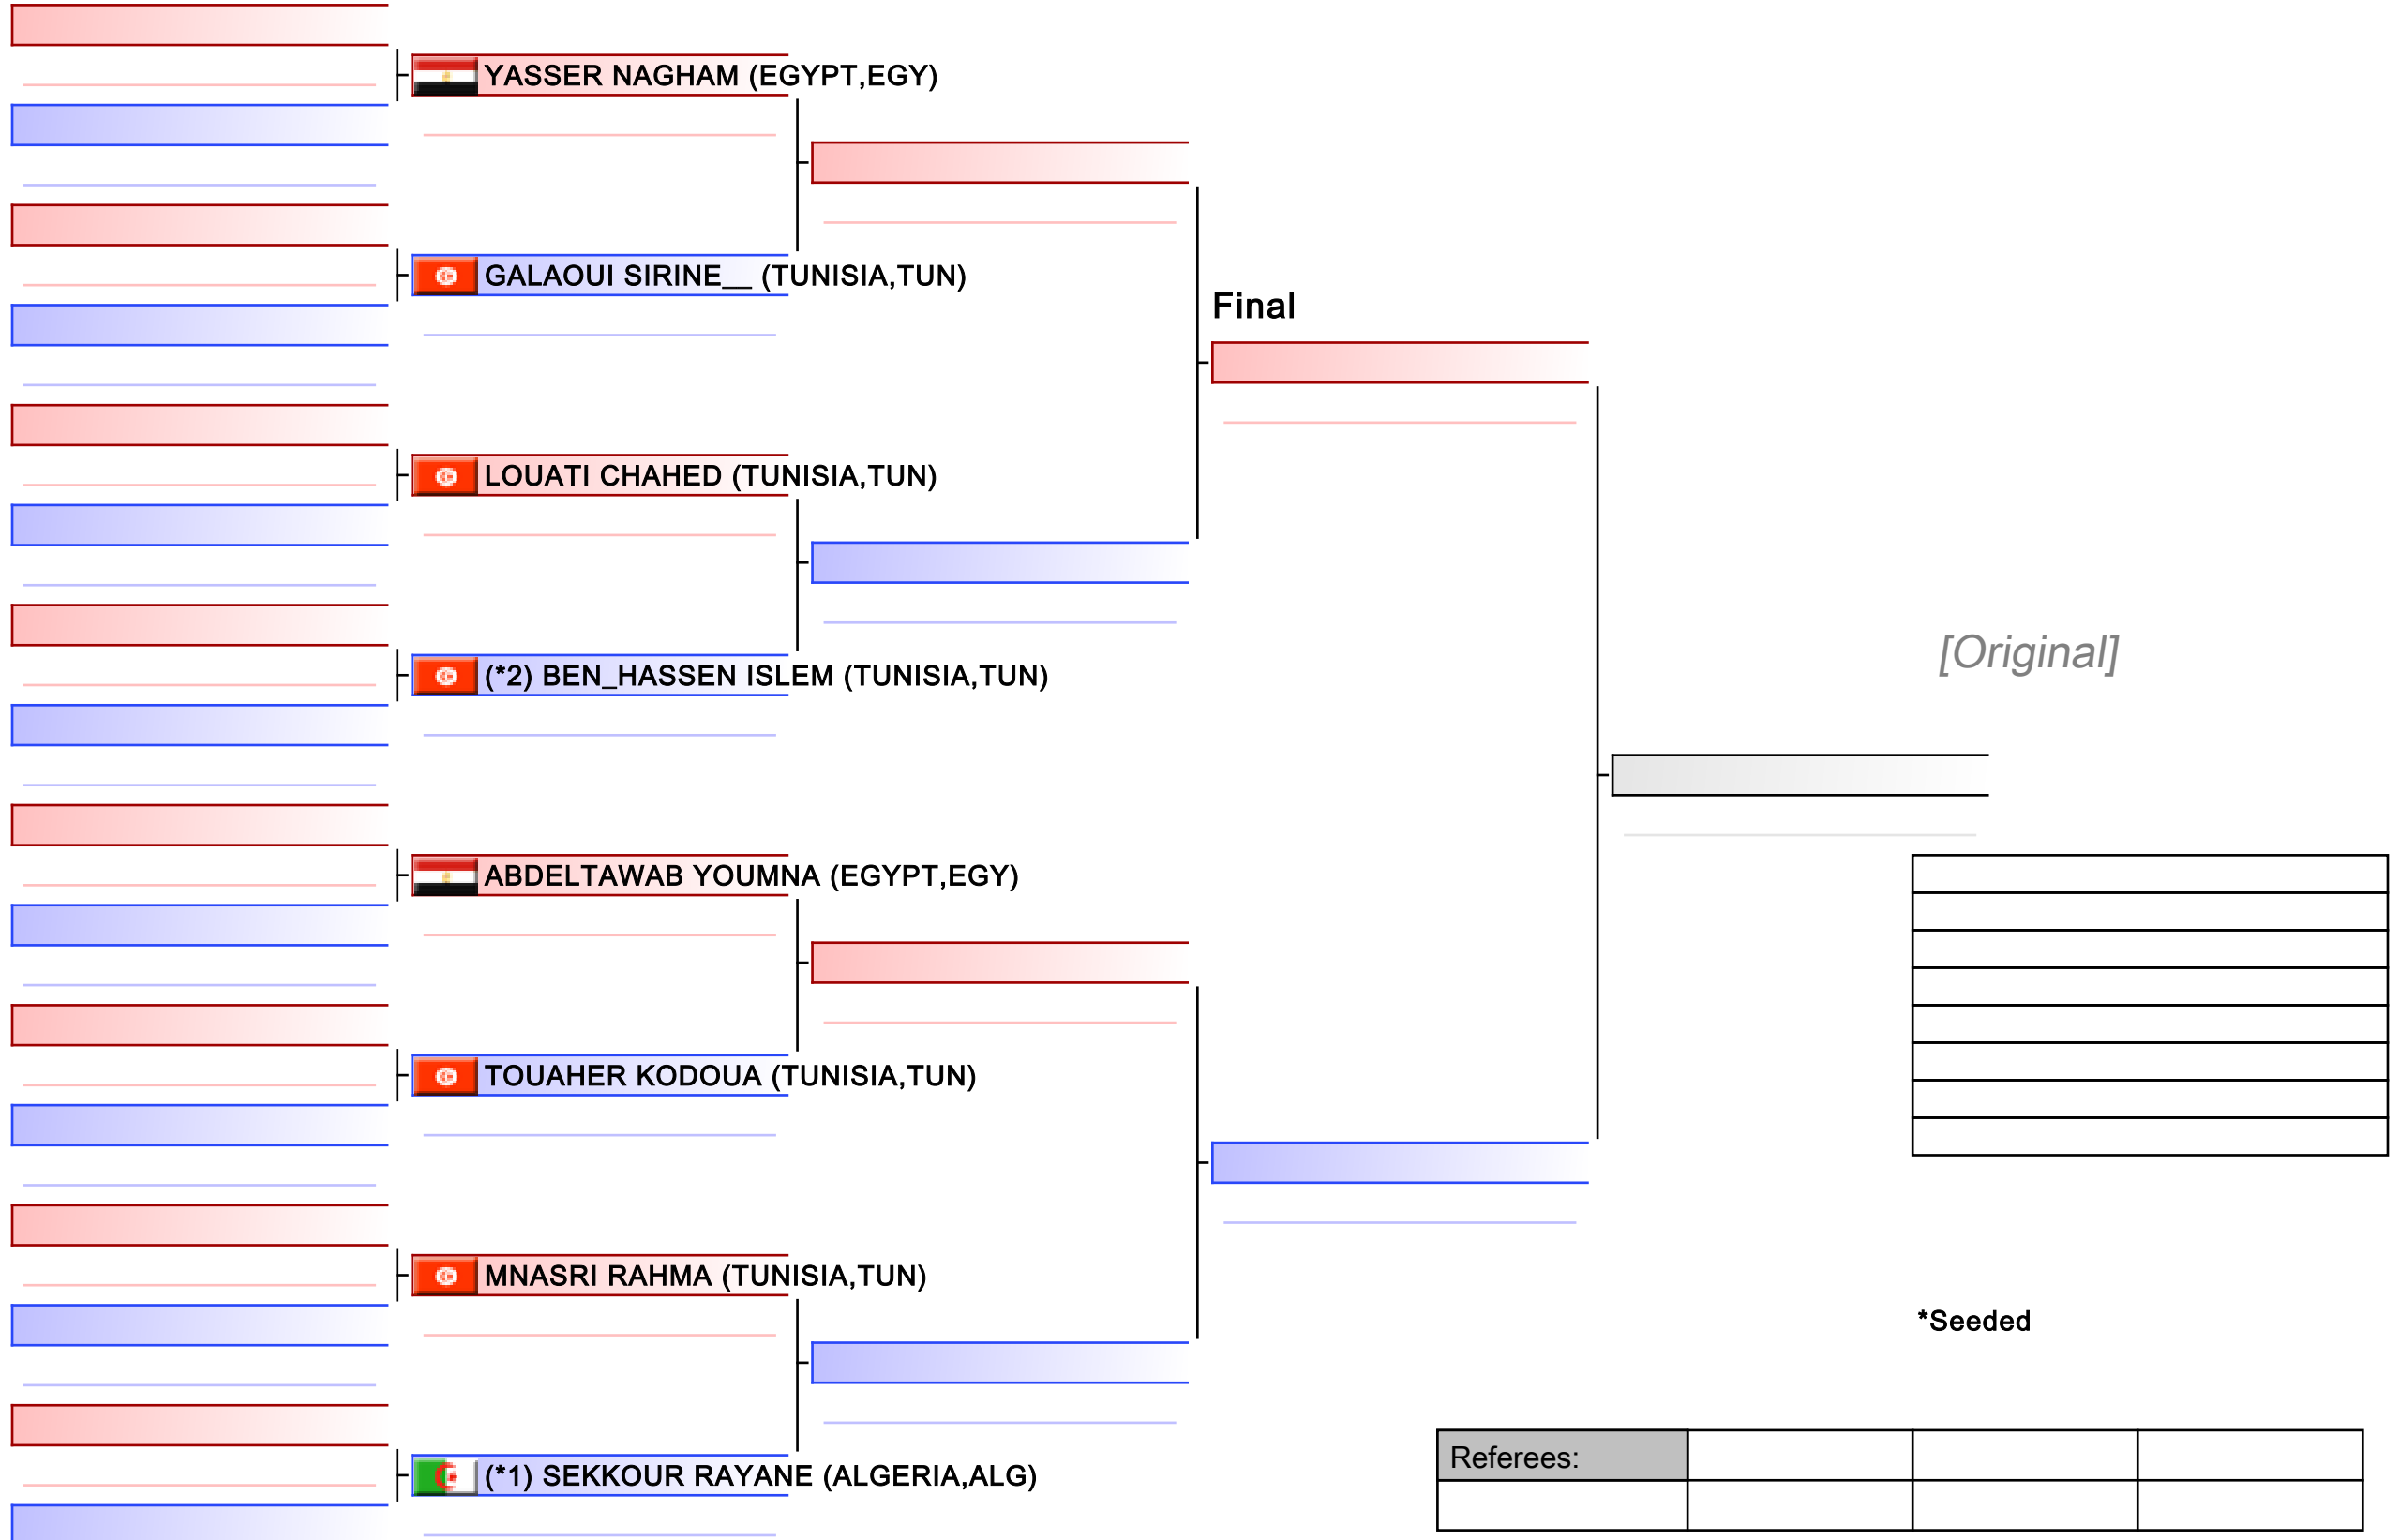 YASSER NAGHAM (EGYPT,EGY)
GALAOUI SIRINE__ (TUNISIA,TUN)
Final
LOUATI CHAHED (TUNISIA,TUN)
[Original]
(*2) BEN_HASSEN ISLEM (TUNISIA,TUN)
ABDELTAWAB YOUMNA (EGYPT,EGY)
TOUAHER KODOUA (TUNISIA,TUN)
MNASRI RAHMA (TUNISIA,TUN)
*Seeded
Referees:
(*1) SEKKOUR RAYANE (ALGERIA,ALG)